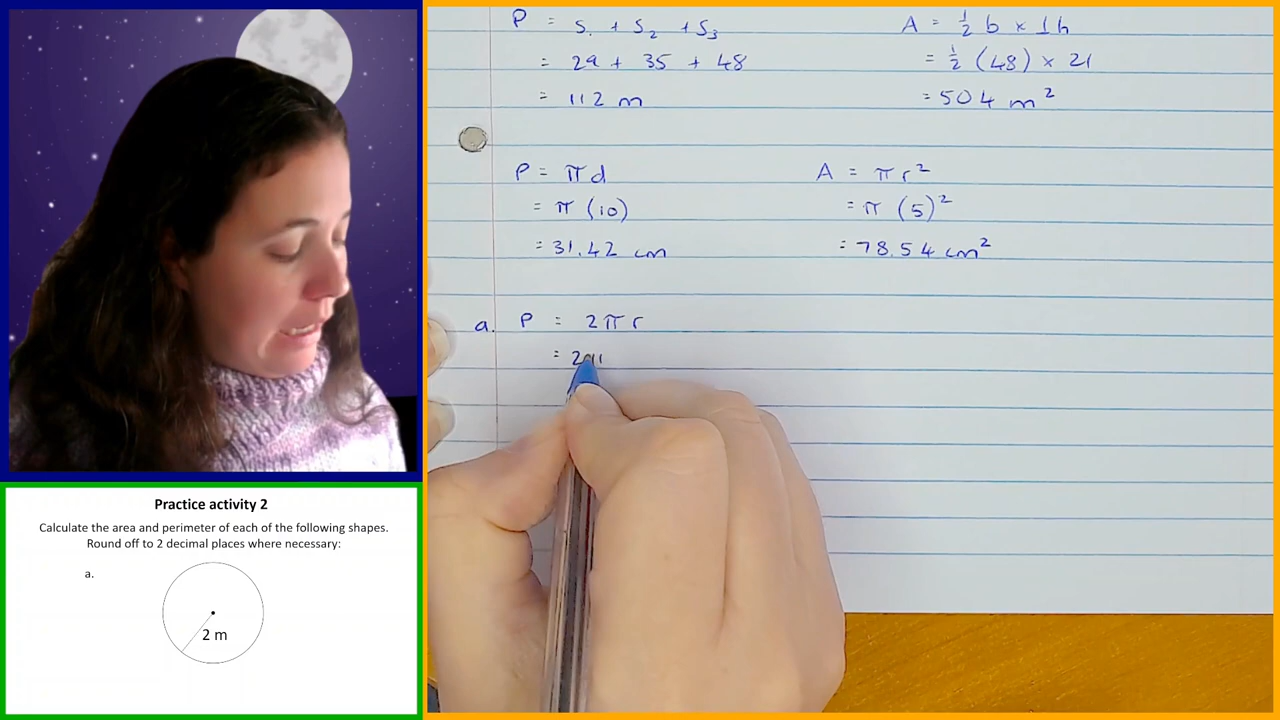 P = S1 + S2 + S3
= 29 + 35 + 48
= 112 m
A = ½ b × ⊥h
= ½ (48) × 21
= 504 m²
P = πd
= π (10)
= 31.42 cm
A = πr²
= π (5)²
= 78.54 cm²
a. P = 2πr
= 2π
Practice activity 2
Calculate the area and perimeter of each of the following shapes.
Round off to 2 decimal places where necessary:
a.
2 m